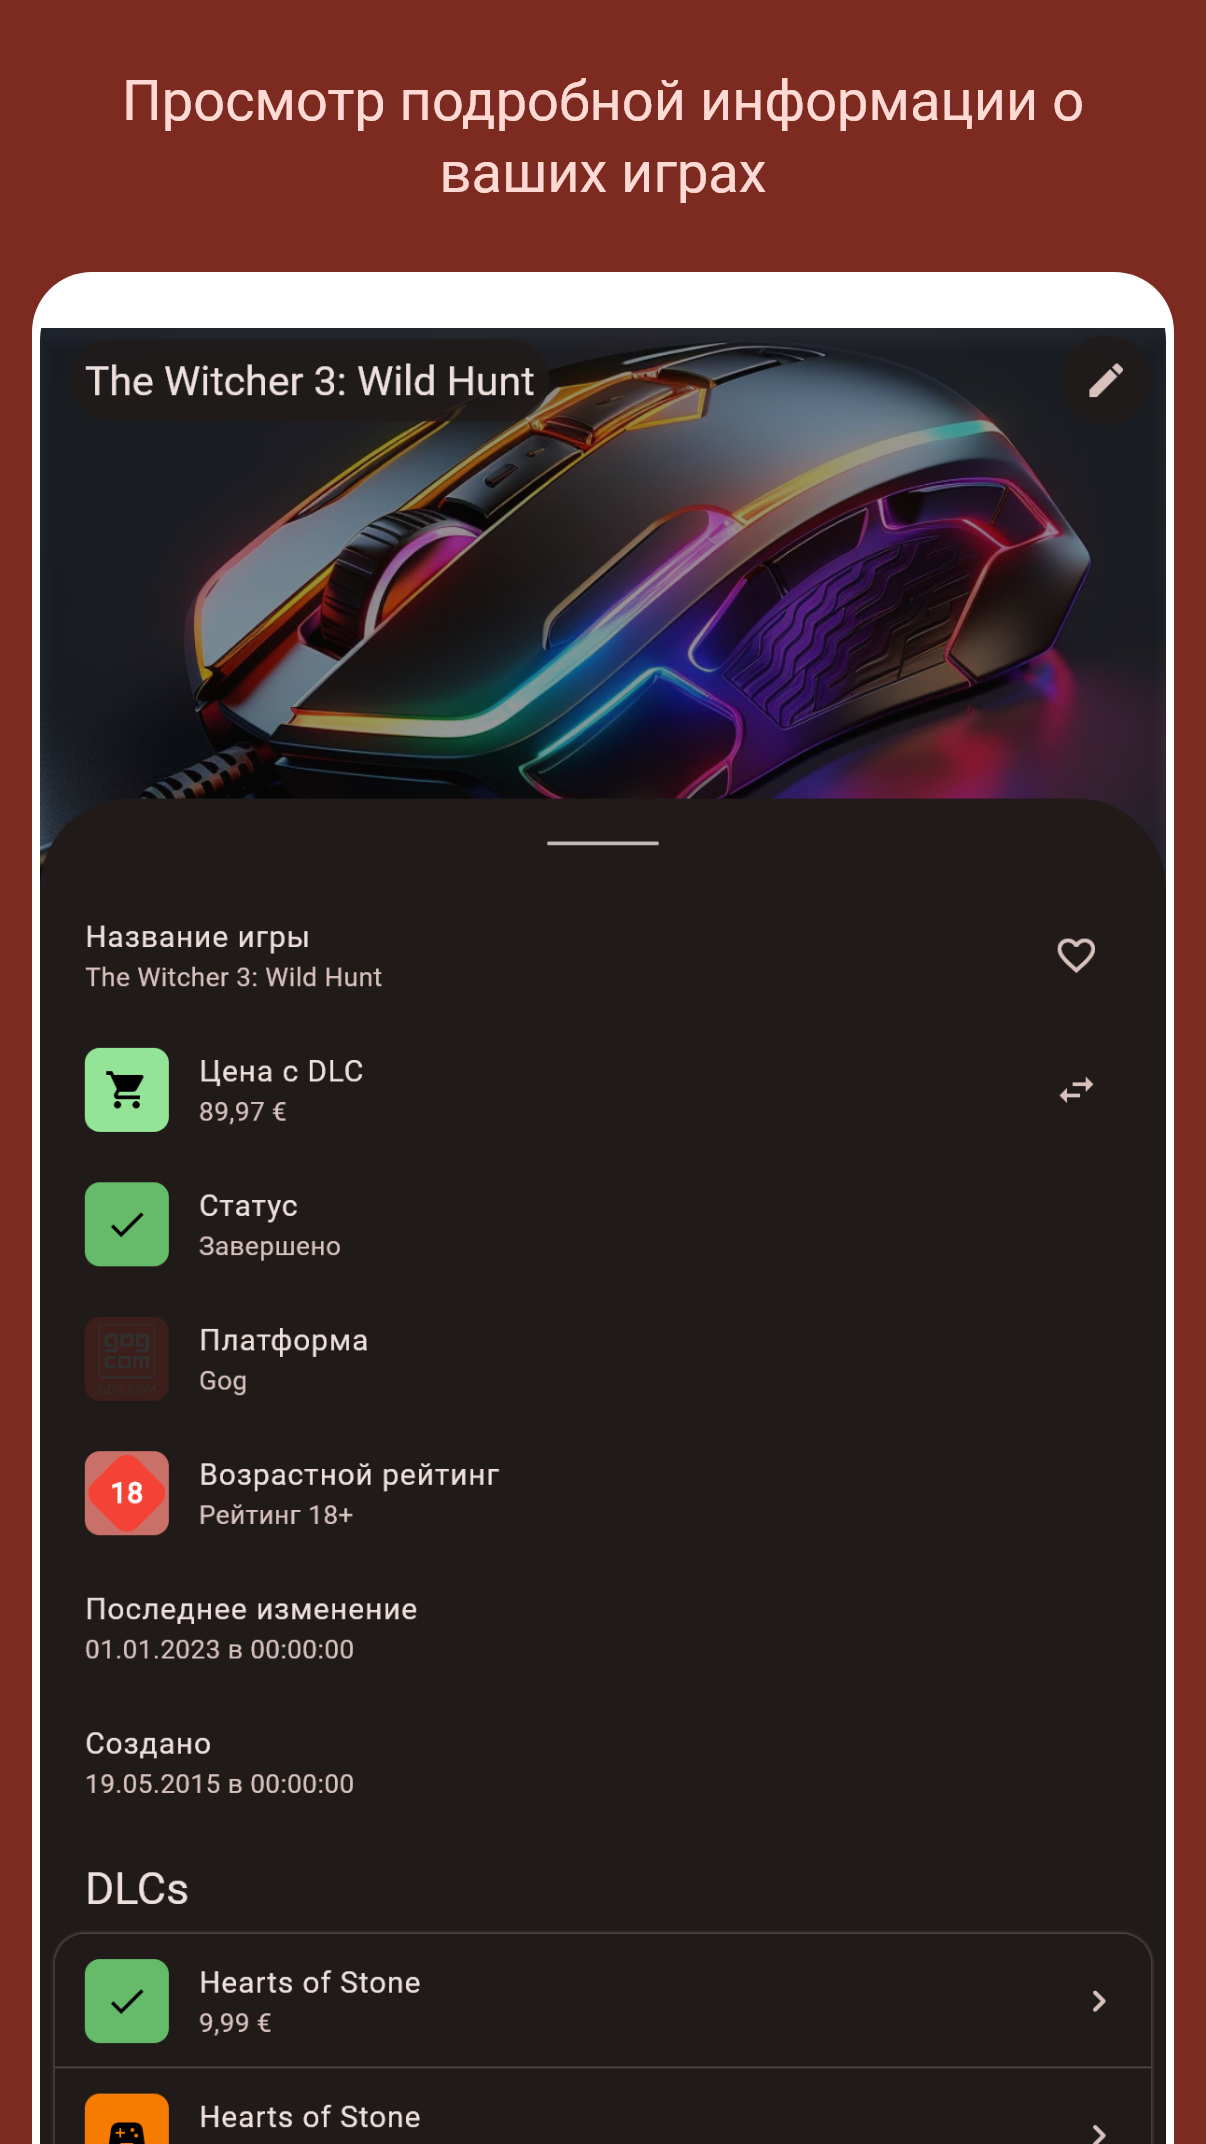 Просмотр подробной информации о
ваших играх
The Witcher 3: Wild Hunt
Название игры
The Witcher 3: Wild Hunt
Цена с DLC
89,97 €
Статус
Завершено
gog
com
GOG.COM
Платформа
Gog
18
Возрастной рейтинг
Рейтинг 18+
Последнее изменение
01.01.2023 в 00:00:00
Создано
19.05.2015 в 00:00:00
DLCs
Hearts of Stone
9,99 €
Hearts of Stone